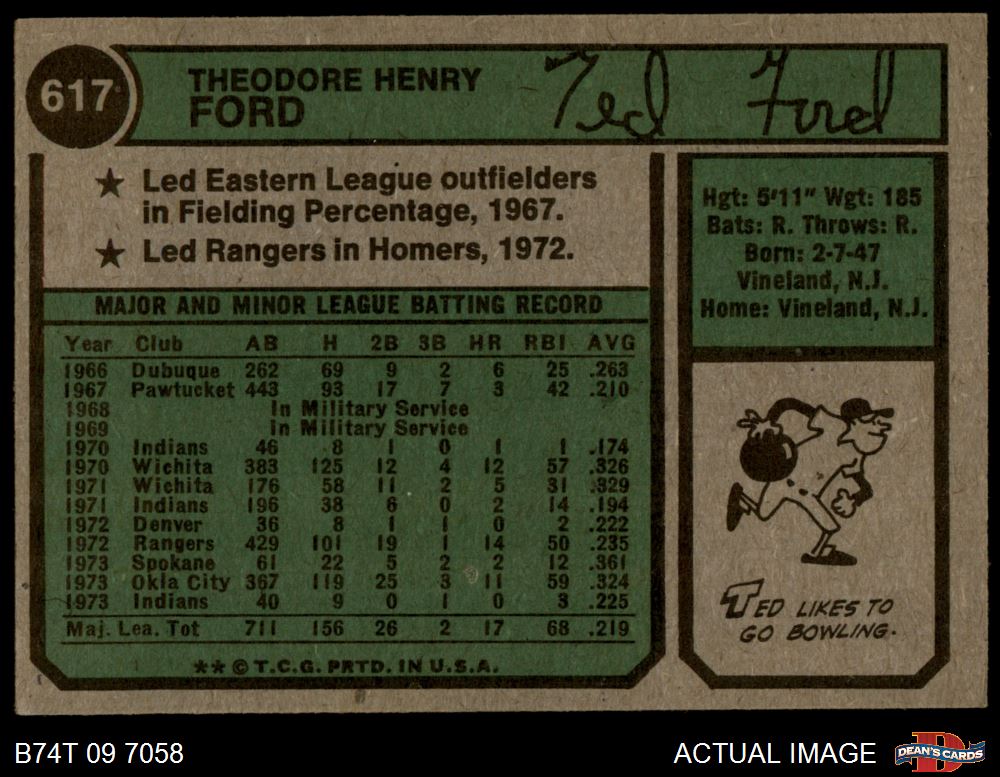 617
THEODORE HENRY
FORD
Ted Ford
★ Led Eastern League outfielders
in Fielding Percentage, 1967.
★ Led Rangers in Homers, 1972.
MAJOR AND MINOR LEAGUE BATTING RECORD
Year Club AB H 2B 3B HR RBI AVG
1966 Dubuque 262 69 9 2 6 25 .263
1967 Pawtucket 443 93 17 7 3 42 .210
1968 In Military Service
1969 In Military Service
1970 Indians 46 8 1 0 1 1 .174
1970 Wichita 383 125 12 4 12 57 .326
1971 Wichita 176 58 11 2 5 31 .329
1971 Indians 196 38 6 0 2 14 .194
1972 Denver 36 8 1 1 0 2 .222
1972 Rangers 429 101 19 1 14 50 .235
1973 Spokane 61 22 5 2 2 12 .361
1973 Okla City 367 119 25 3 11 59 .324
1973 Indians 40 9 0 1 0 3 .225
Maj. Lea. Tot 711 156 26 2 17 68 .219
** © T.C.G. PRTD. IN U.S.A.
Hgt: 5'11" Wgt: 185
Bats: R. Throws: R.
Born: 2-7-47
Vineland, N.J.
Home: Vineland, N.J.
TED LIKES TO
GO BOWLING.
B74T 09 7058
ACTUAL IMAGE
D
DEAN'S CARDS